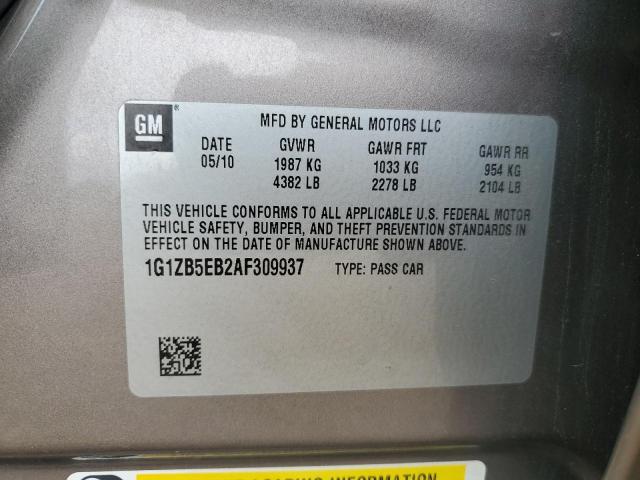 GM ®
MFD BY GENERAL MOTORS LLC
DATE GVWR GAWR FRT GAWR RR
05/10 1987 KG 1033 KG 954 KG
4382 LB 2278 LB 2104 LB
THIS VEHICLE CONFORMS TO ALL APPLICABLE U.S. FEDERAL MOTOR
VEHICLE SAFETY, BUMPER, AND THEFT PREVENTION STANDARDS IN
EFFECT ON THE DATE OF MANUFACTURE SHOWN ABOVE.
1G1ZB5EB2AF309937 TYPE: PASS CAR
LOADING INFORMATION